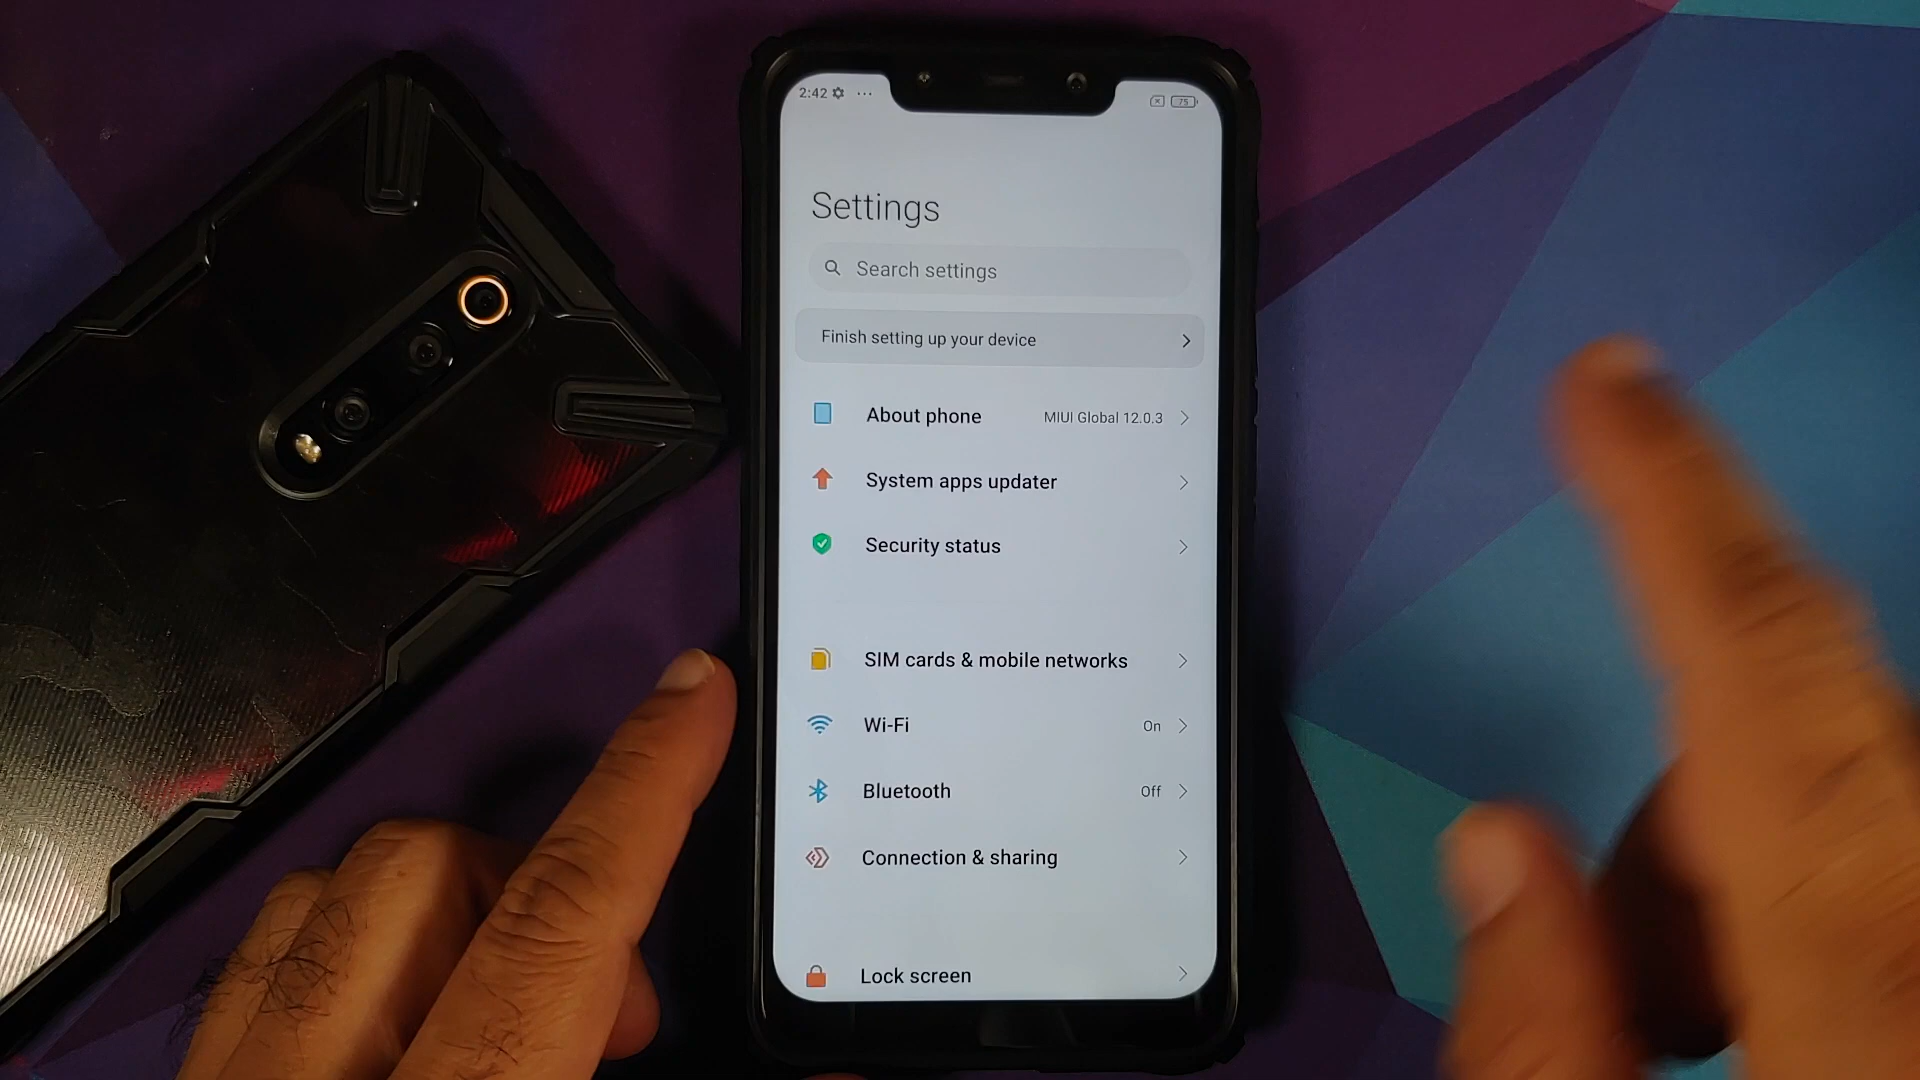 2:42 ...
75
Settings
Search settings
Finish setting up your device
About phone MIUI Global 12.0.3
System apps updater
Security status
SIM cards & mobile networks
Wi-Fi On
Bluetooth Off
Connection & sharing
Lock screen